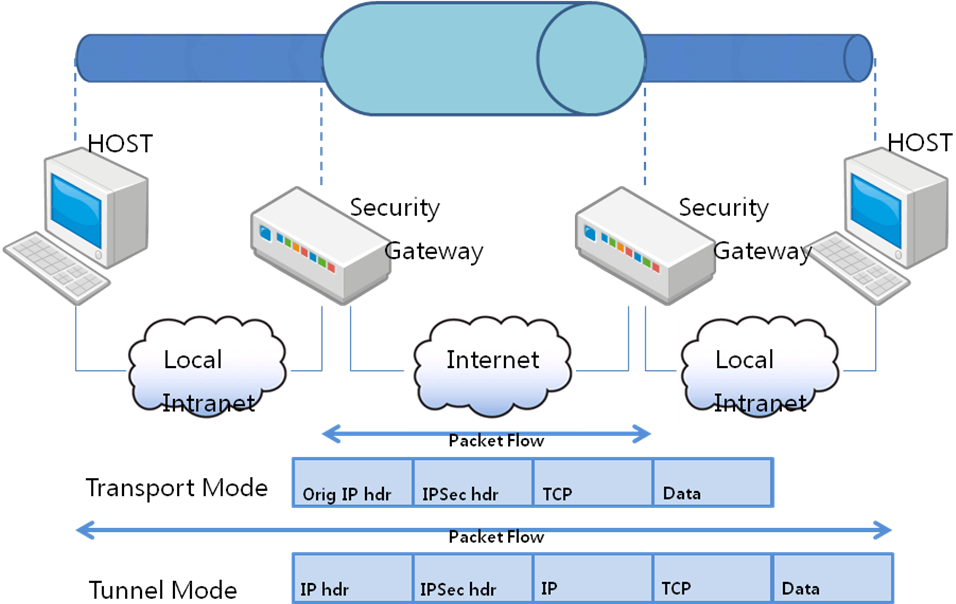 HOST
HOST
Security
Gateway
Security
Gateway
Local
Intranet
Internet
Local
Intranet
Packet Flow
Transport Mode
Orig IP hdr
IPSec hdr
TCP
Data
Packet Flow
Tunnel Mode
IP hdr
IPSec hdr
IP
TCP
Data